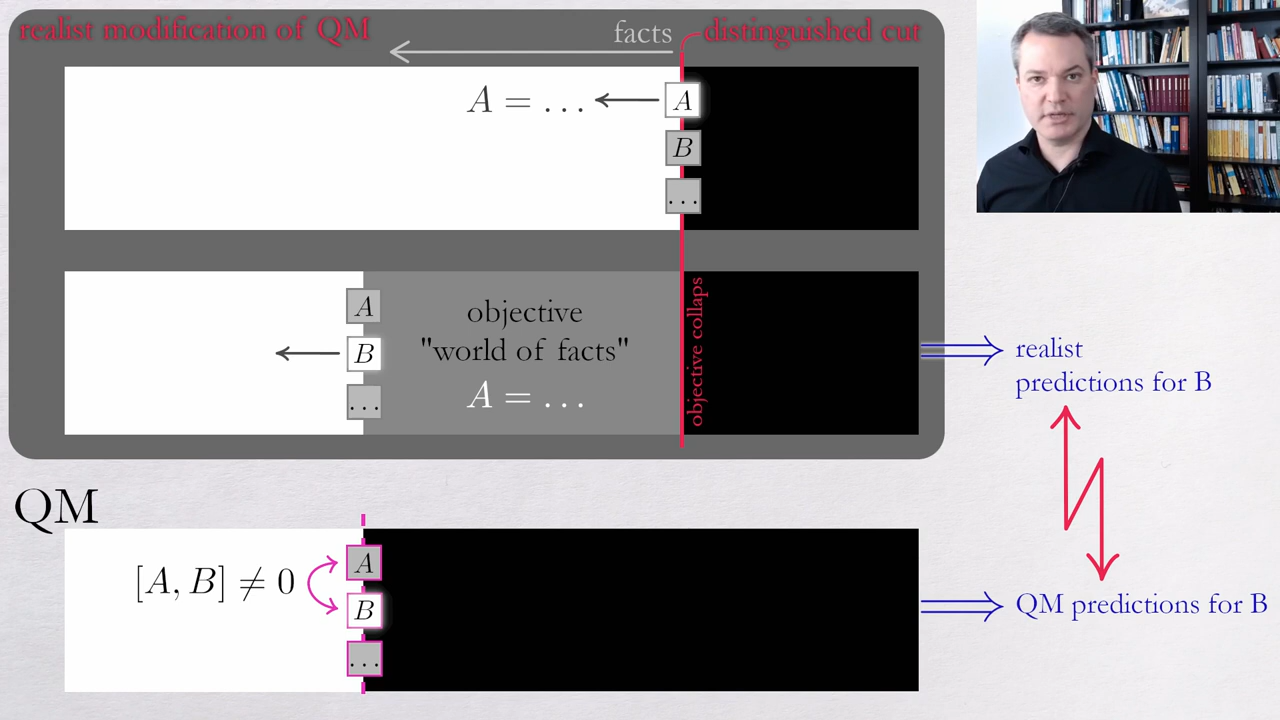 realist modification of QM
facts
distinguished cut
A = ...
A
B
...
A
B
...
objective
"world of facts"
A = ...
objective collaps
realist
predictions for B
QM
[A, B] ≠ 0
A
B
...
QM predictions for B